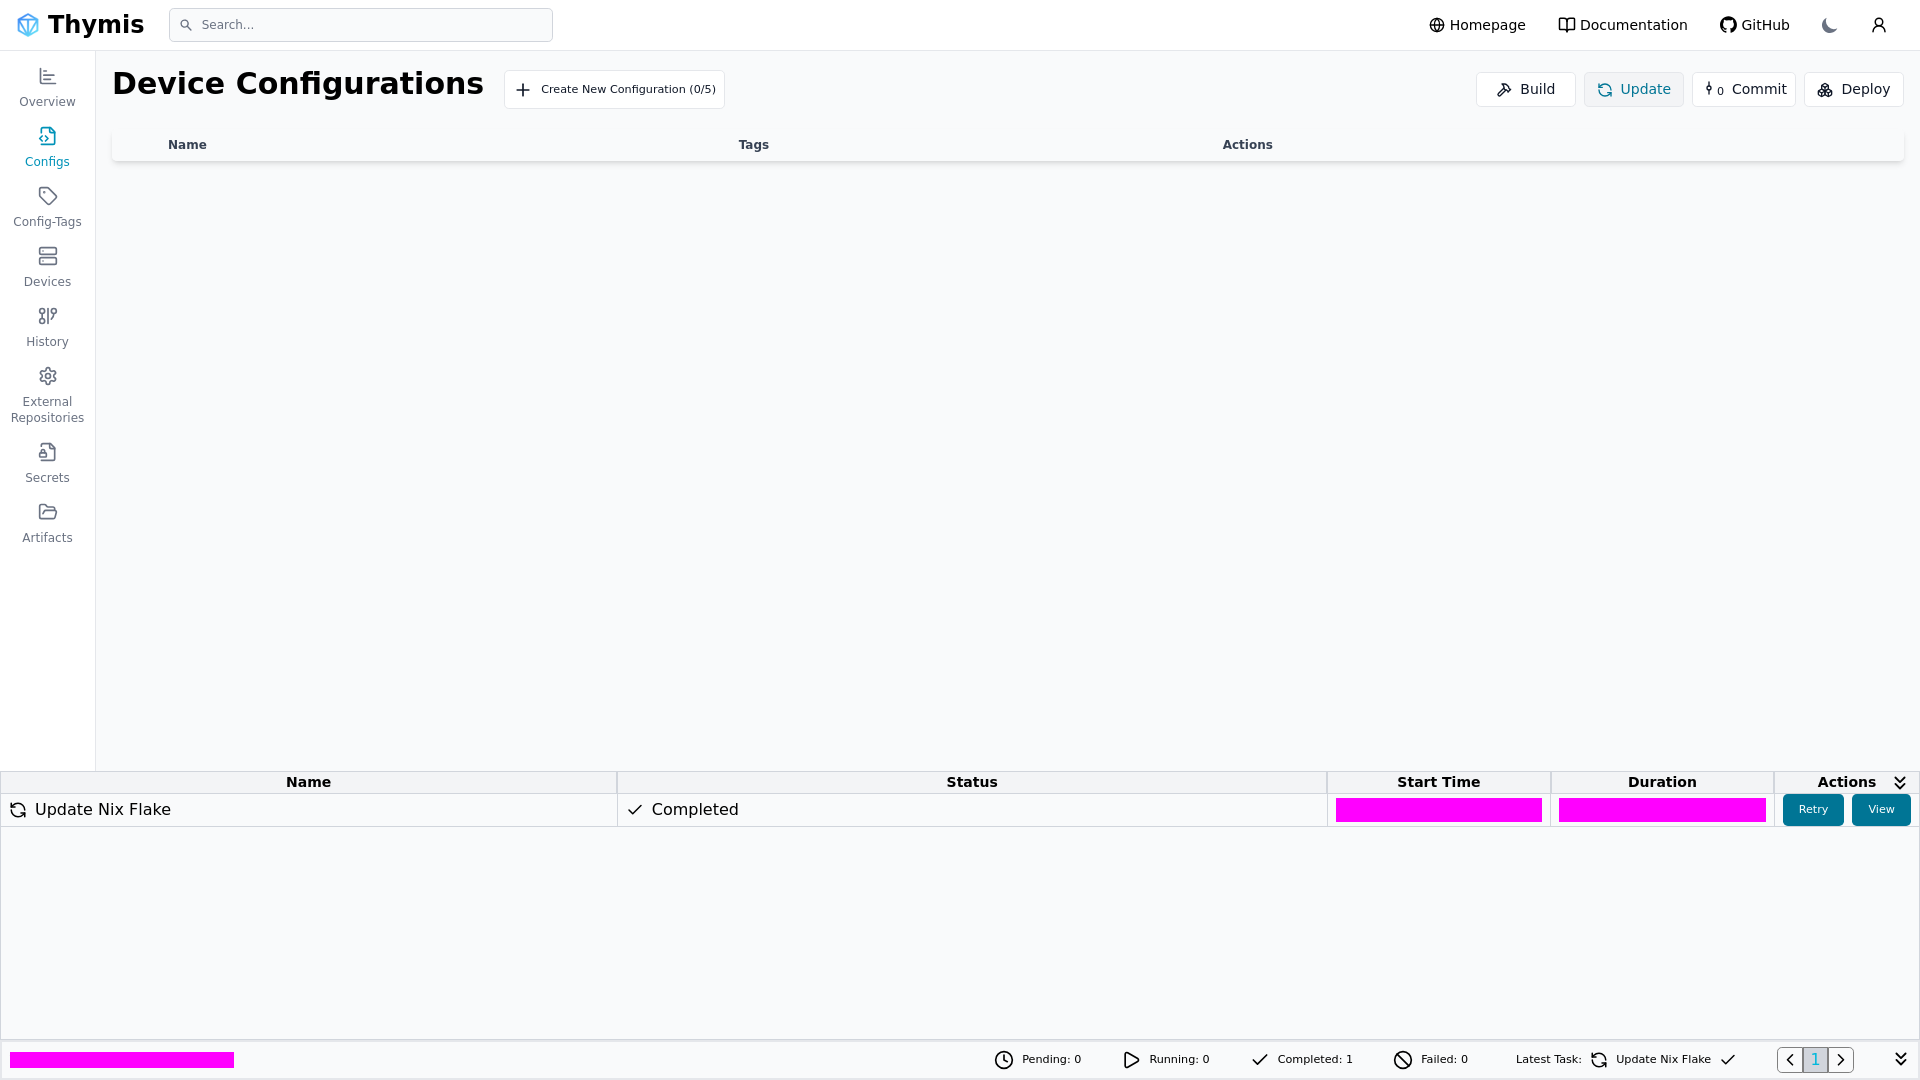 Thymis
Search...
Homepage
Documentation
GitHub
Overview
Configs
Config-Tags
Devices
History
External
Repositories
Secrets
Artifacts
Device Configurations
Create New Configuration (0/5)
Build
Update
0 Commit
Deploy
Name Tags Actions
Name Status Start Time Duration Actions
Update Nix Flake Completed Retry View
Pending: 0 Running: 0 Completed: 1 Failed: 0 Latest Task: Update Nix Flake 1